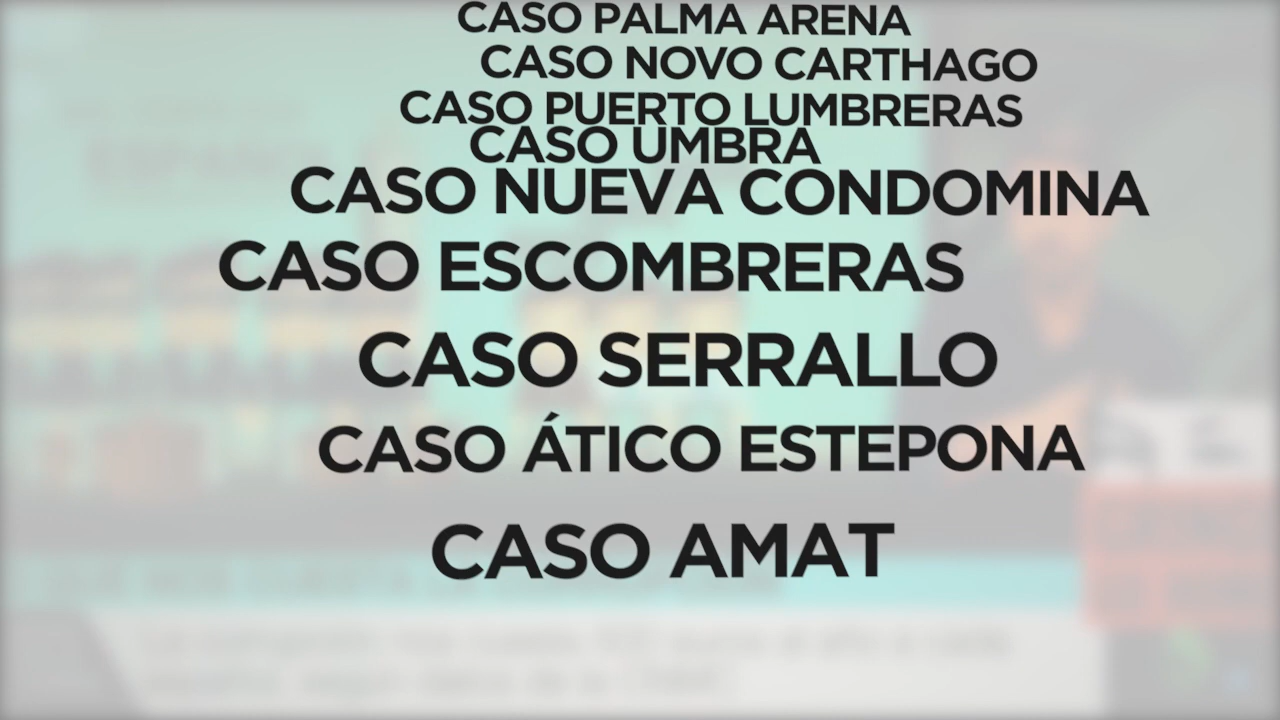 CASO PALMA ARENA
CASO NOVO CARTHAGO
CASO PUERTO LUMBRERAS
CASO UMBRA
CASO NUEVA CONDOMINA
CASO ESCOMBRERAS
CASO SERRALLO
CASO ÁTICO ESTEPONA
CASO AMAT